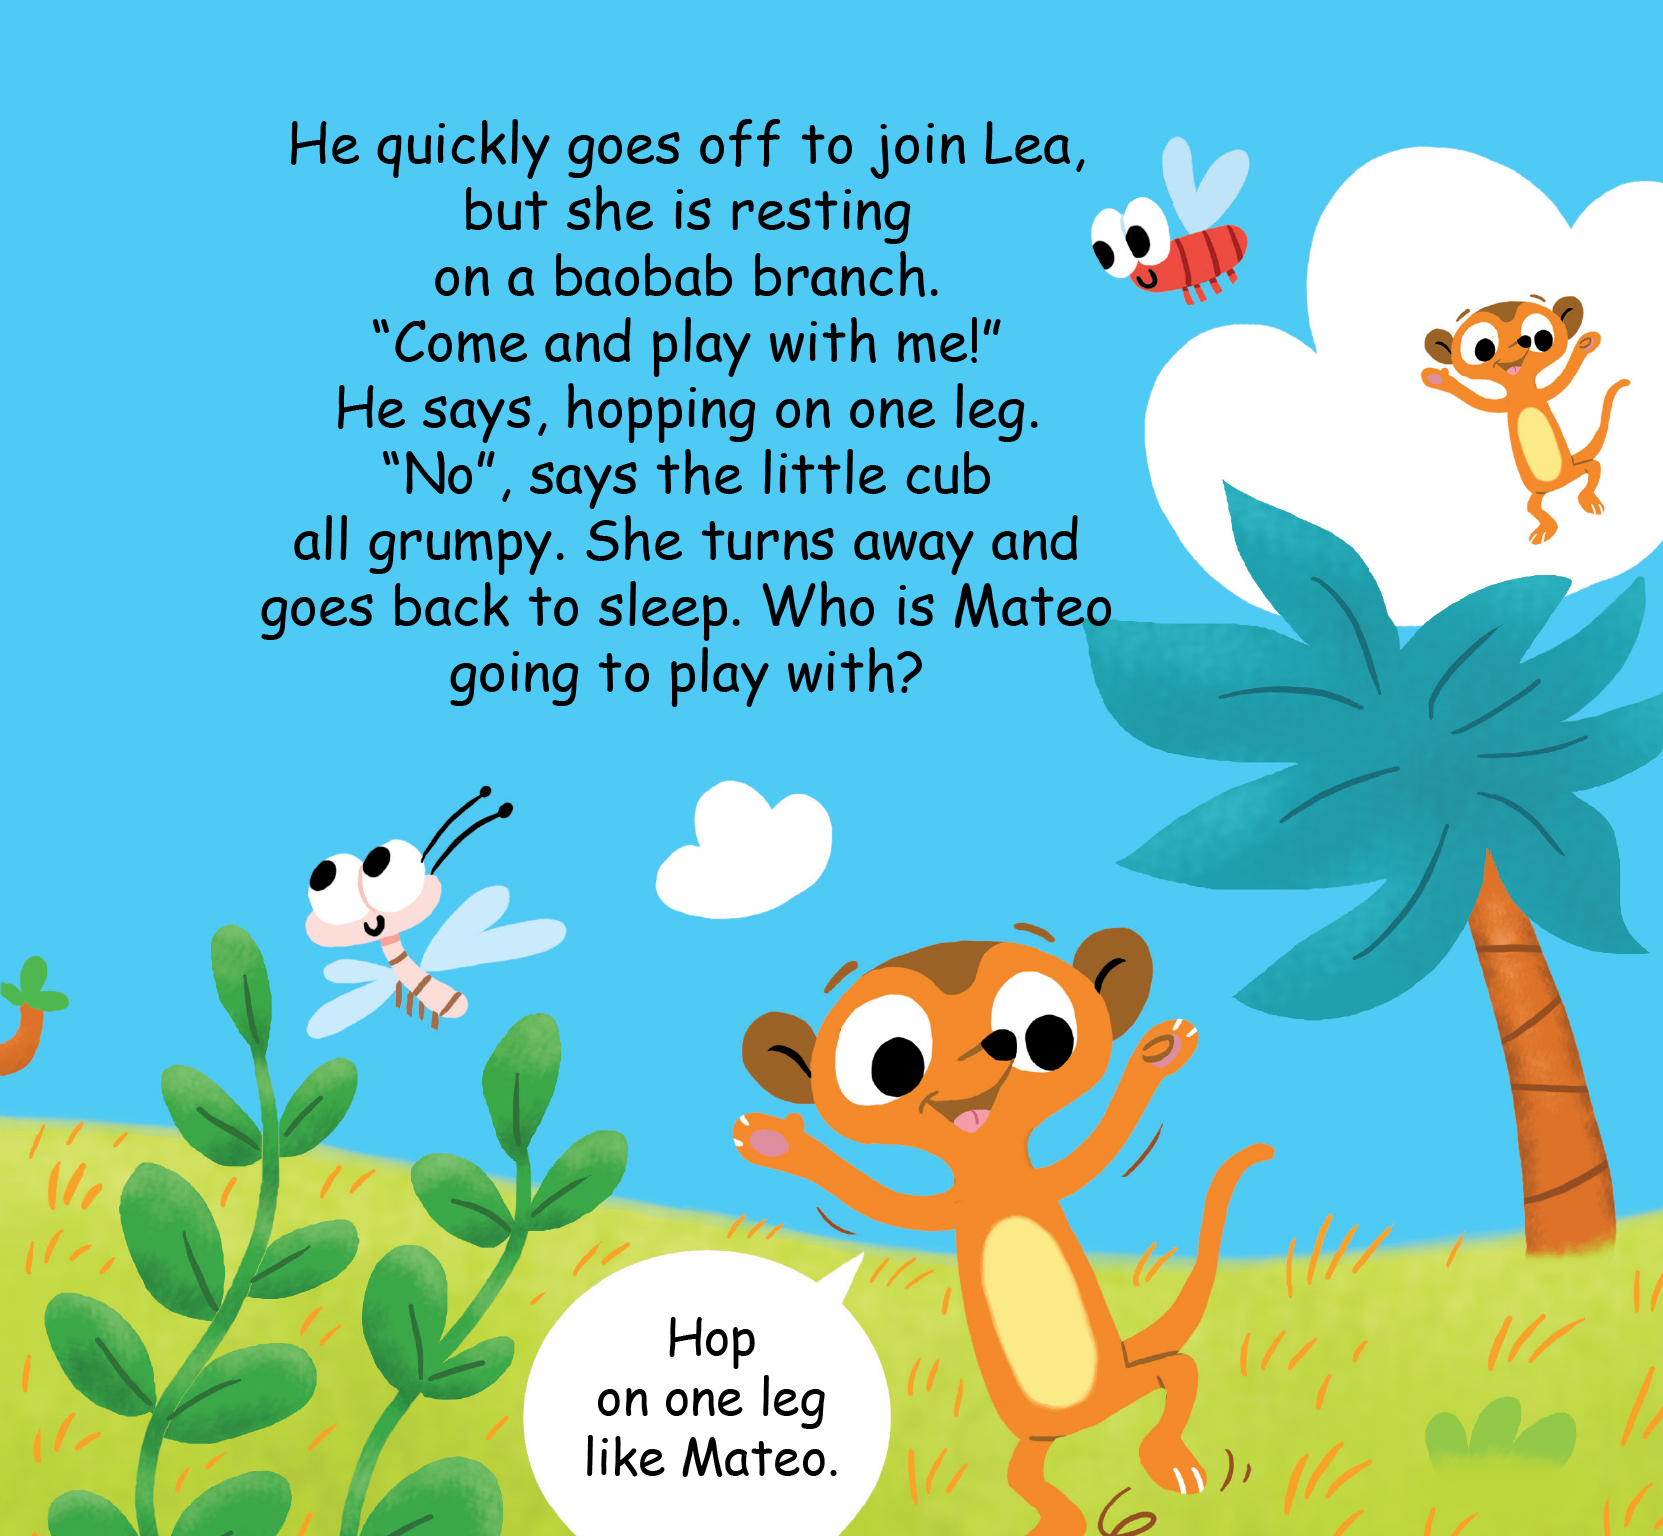 He quickly goes off to join Lea,
but she is resting
on a baobab branch.
“Come and play with me!”
He says, hopping on one leg.
“No”, says the little cub
all grumpy. She turns away and
goes back to sleep. Who is Mateo
going to play with?
Hop
on one leg
like Mateo.